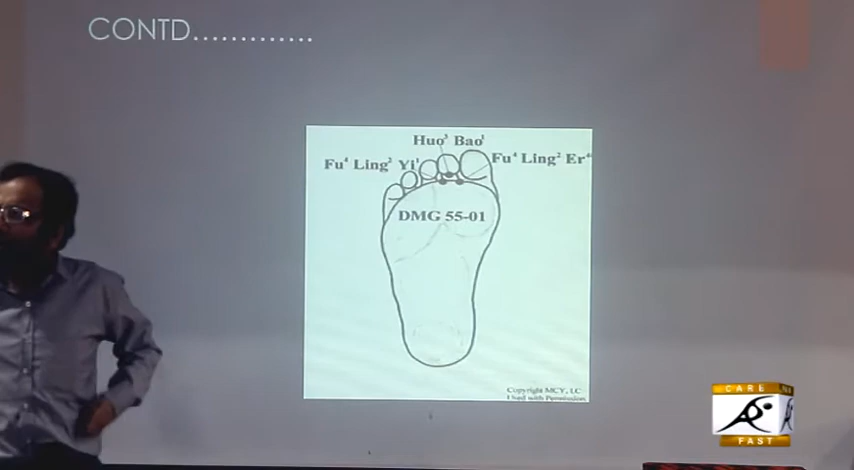 CONTD.............
Huo³ Bao¹
Fu⁴ Ling² Yi¹
Fu⁴ Ling² Er⁴
DMG 55-01
Copyright MCY, LC
Used with Permission
CARE
FAST